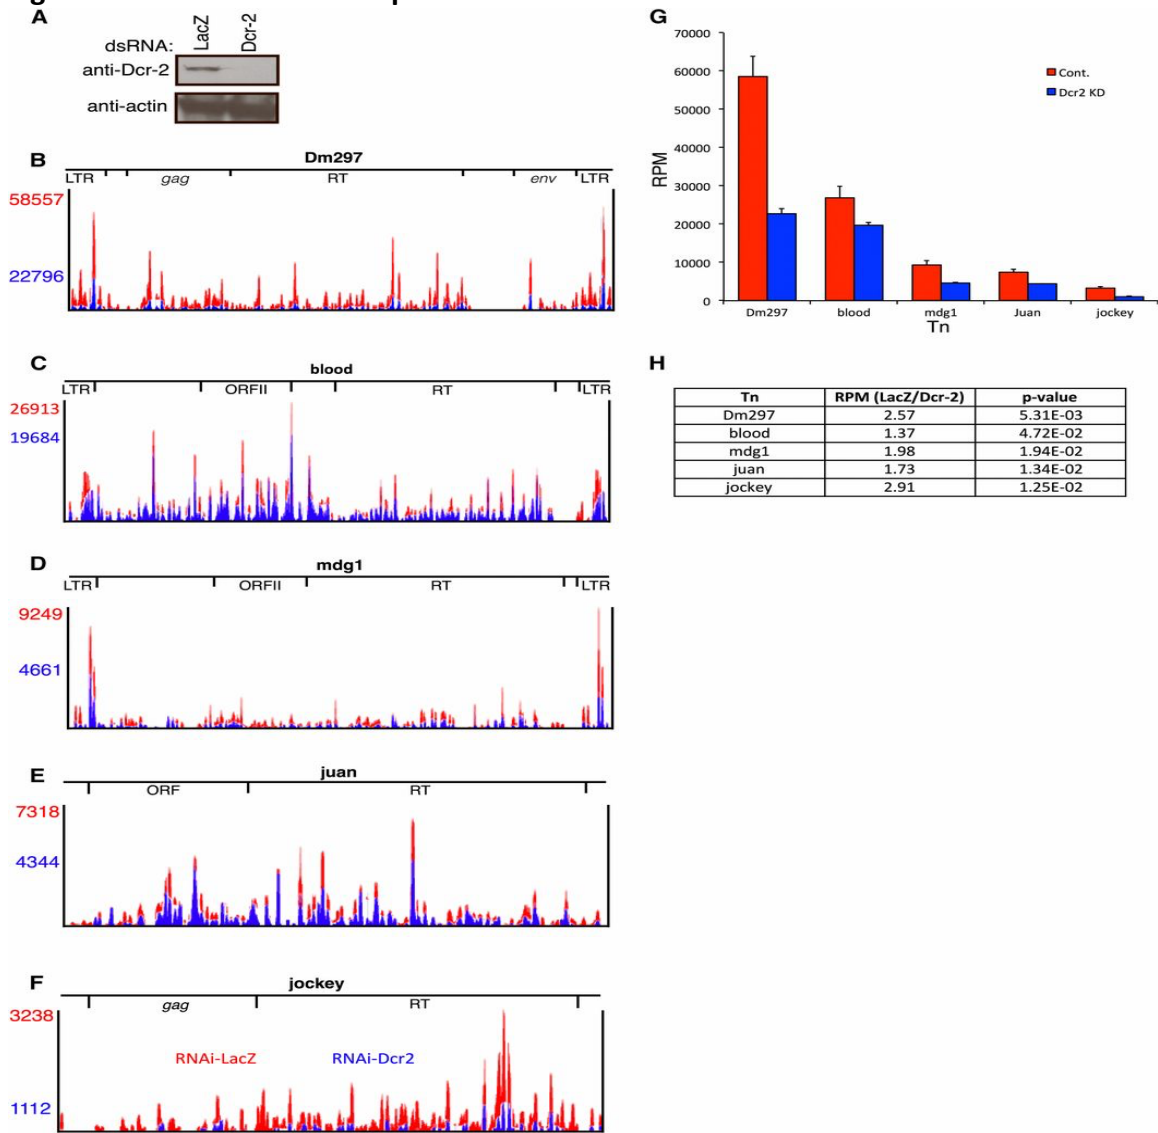 A
dsRNA: LacZ Dcr-2
anti-Dcr-2
anti-actin
B
Dm297
LTR gag RT env LTR
58557
22796
C
blood
LTR ORFII RT LTR
26913
19684
D
mdg1
LTR ORFII RT LTR
9249
4661
E
juan
ORF RT
7318
4344
F
jockey
gag RT
3238
RNAi-LacZ RNAi-Dcr2
1112
G
70000
60000
50000
40000
30000
20000
10000
0
RPM
Cont.
Dcr2 KD
Dm297 blood mdg1 Juan jockey
Tn
H
Tn RPM (LacZ/Dcr-2) p-value
Dm297 2.57 5.31E-03
blood 1.37 4.72E-02
mdg1 1.98 1.94E-02
juan 1.73 1.34E-02
jockey 2.91 1.25E-02